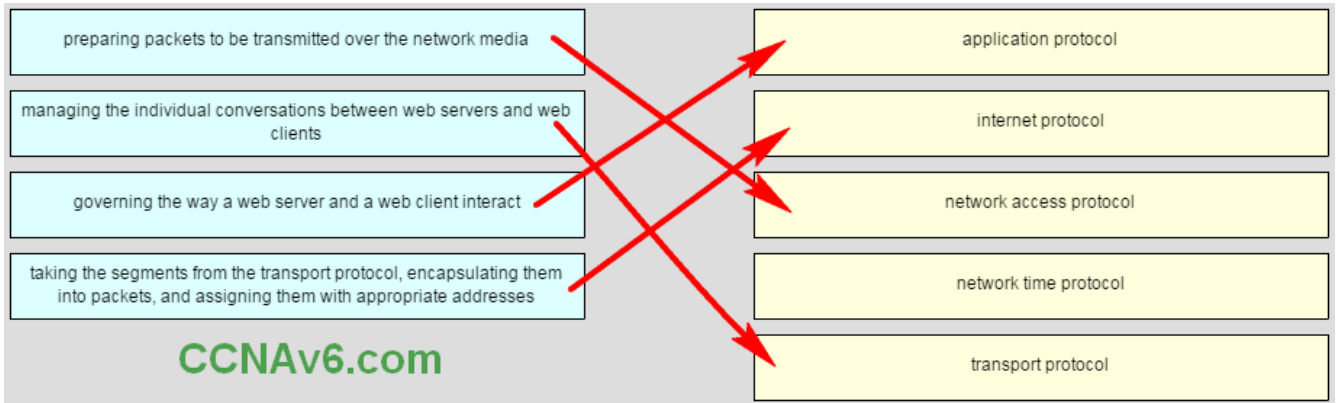 preparing packets to be transmitted over the network media
application protocol
managing the individual conversations between web servers and web
clients
internet protocol
governing the way a web server and a web client interact
network access protocol
taking the segments from the transport protocol, encapsulating them
into packets, and assigning them with appropriate addresses
network time protocol
CCNAv6.com
transport protocol